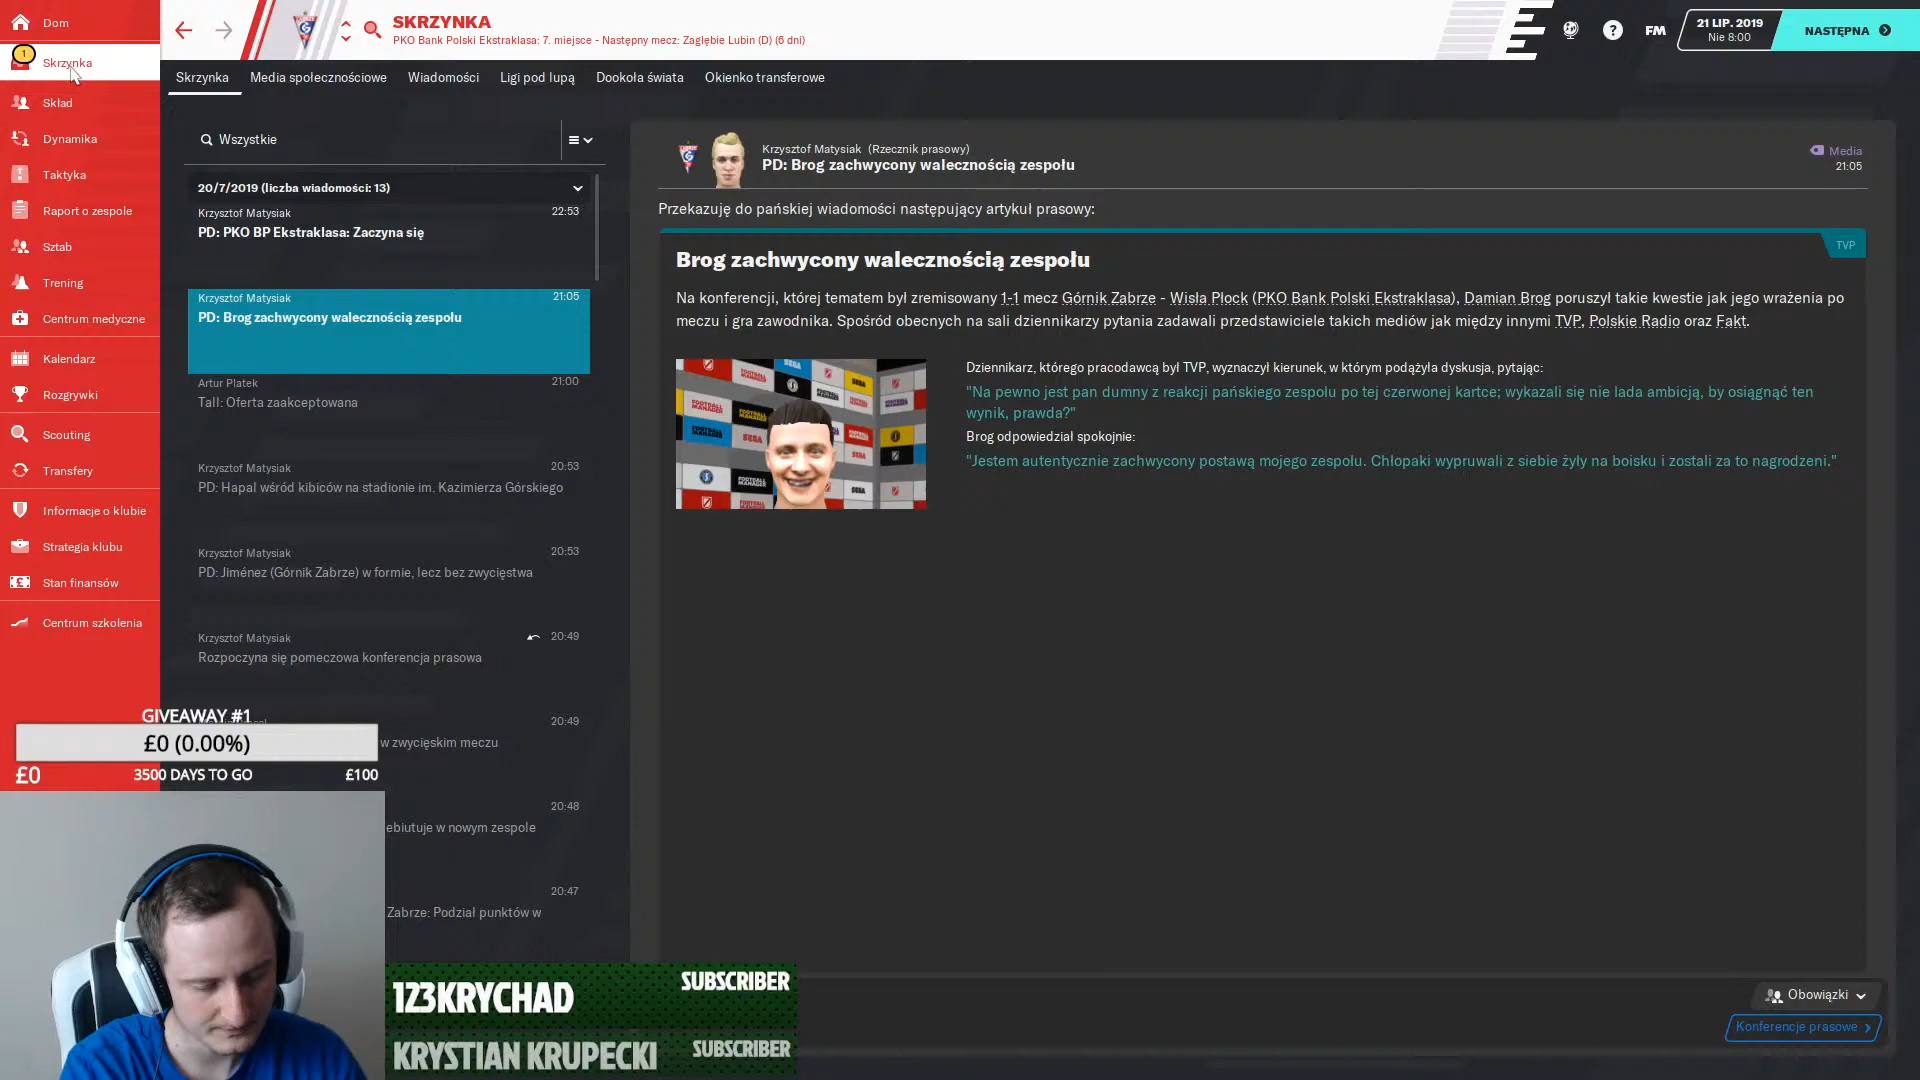 Dom
1
Skrzynka
Skład
Dynamika
Taktyka
Raport o zespole
Sztab
Trening
Centrum medyczne
Kalendarz
Rozgrywki
Scouting
Transfery
Informacje o klubie
Strategia klubu
Stan finansów
Centrum szkolenia
SKRZYNKA
PKO Bank Polski Ekstraklasa: 7. miejsce - Następny mecz: Zagłębie Lubin (D) (6 dni)
FM
21 LIP. 2019
Nie 8:00
NASTĘPNA
Skrzynka Media społecznościowe Wiadomości Ligi pod lupą Dookoła świata Okienko transferowe
Wszystkie
20/7/2019 (liczba wiadomości: 13)
Krzysztof Matysiak 22:53
PD: PKO BP Ekstraklasa: Zaczyna się
Krzysztof Matysiak 21:05
PD: Brog zachwycony walecznością zespołu
Artur Płatek 21:00
Tall: Oferta zaakceptowana
Krzysztof Matysiak 20:53
PD: Hapal wśród kibiców na stadionie im. Kazimierza Górskiego
Krzysztof Matysiak 20:53
PD: Jiménez (Górnik Zabrze) w formie, lecz bez zwycięstwa
Krzysztof Matysiak 20:49
Rozpoczyna się pomeczowa konferencja prasowa
20:49
w zwycięskim meczu
20:48
ebiutuje w nowym zespole
20:47
Zabrze: Podział punktów w
Krzysztof Matysiak (Rzecznik prasowy)
PD: Brog zachwycony walecznością zespołu
Media
21:05
Przekazuję do pańskiej wiadomości następujący artykuł prasowy:
TVP
Brog zachwycony walecznością zespołu
Na konferencji, której tematem był zremisowany 1-1 mecz Górnik Zabrze - Wisła Płock (PKO Bank Polski Ekstraklasa), Damian Brog poruszył takie kwestie jak jego wrażenia po
meczu i gra zawodnika. Spośród obecnych na sali dziennikarzy pytania zadawali przedstawiciele takich mediów jak między innymi TVP, Polskie Radio oraz Fakt.
Dziennikarz, którego pracodawcą był TVP, wyznaczył kierunek, w którym podążyła dyskusja, pytając:
"Na pewno jest pan dumny z reakcji pańskiego zespołu po tej czerwonej kartce; wykazali się nie lada ambicją, by osiągnąć ten
wynik, prawda?"
Brog odpowiedział spokojnie:
"Jestem autentycznie zachwycony postawą mojego zespołu. Chłopaki wypruwali z siebie żyły na boisku i zostali za to nagrodzeni."
Obowiązki
Konferencje prasowe
GIVEAWAY #1
£0 (0.00%)
£0 3500 DAYS TO GO £100
123KRYCHAD SUBSCRIBER
KRYSTIAN KRUPECKI SUBSCRIBER